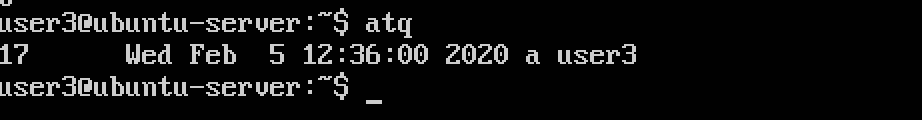 user3@ubuntu-server:~$ atq
17      Wed Feb  5 12:36:00 2020 a user3
user3@ubuntu-server:~$ _